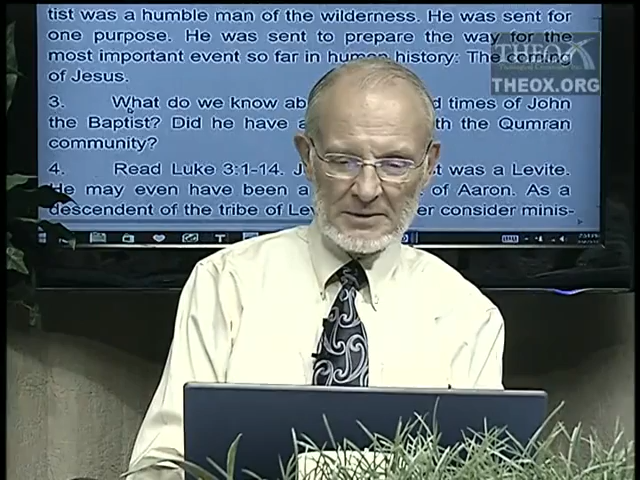 tist was a humble man of the wilderness. He was sent for
one purpose. He was sent to prepare the way for the
most important event so far in human history: The coming
of Jesus.
THEOX
THEOX.ORG
3. What do we know ab d times of John
the Baptist? Did he have a th the Qumran
community?
4. Read Luke 3:1-14. J t was a Levite.
He may even have been a of Aaron. As a
descendent of the tribe of Lev er consider minis-